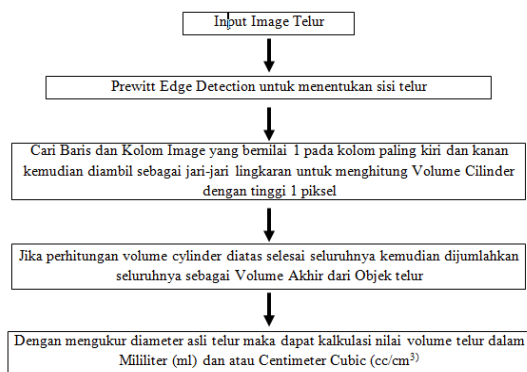 Input Image Telur
Prewitt Edge Detection untuk menentukan sisi telur
Cari Baris dan Kolom Image yang bernilai 1 pada kolom paling kiri dan kanan
kemudian diambil sebagai jari-jari lingkaran untuk menghitung Volume Cilinder
dengan tinggi 1 piksel
Jika perhitungan volume cylinder diatas selesai seluruhnya kemudian dijumlahkan
seluruhnya sebagai Volume Akhir dari Objek telur
Dengan mengukur diameter asli telur maka dapat kalkulasi nilai volume telur dalam
Mililiter (ml) dan atau Centimeter Cubic (cc/cm³⁾